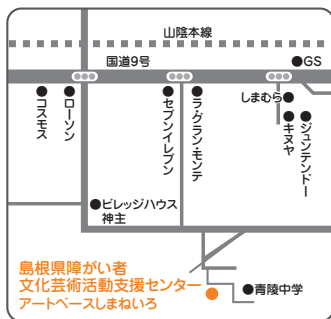 山陰本線
国道9号
GS
コスモス
ローソン
セブンイレブン
ラ・グラン・モンテ
しまむら
キヌヤ
ジュンテンドー
ビレッジハウス
神主
島根県障がい者
文化芸術活動支援センター
アートベースしまねいろ
青陵中学